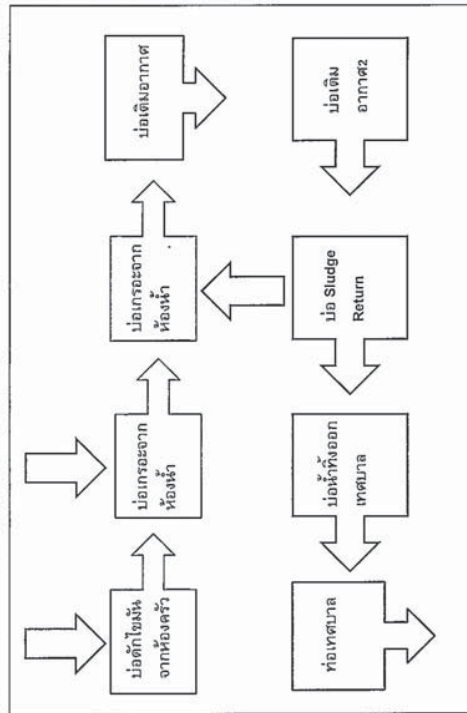 บ่อดักไขมัน
จากห้องครัว
บ่อเกรอะจาก
ห้องน้ำ
บ่อเกรอะจาก
ห้องน้ำ
บ่อเติมอากาศ
บ่อเติม
อากาศ2
บ่อ Sludge
Return
บ่อน้ำทิ้งออก
เทศบาล
ท่อเทศบาล